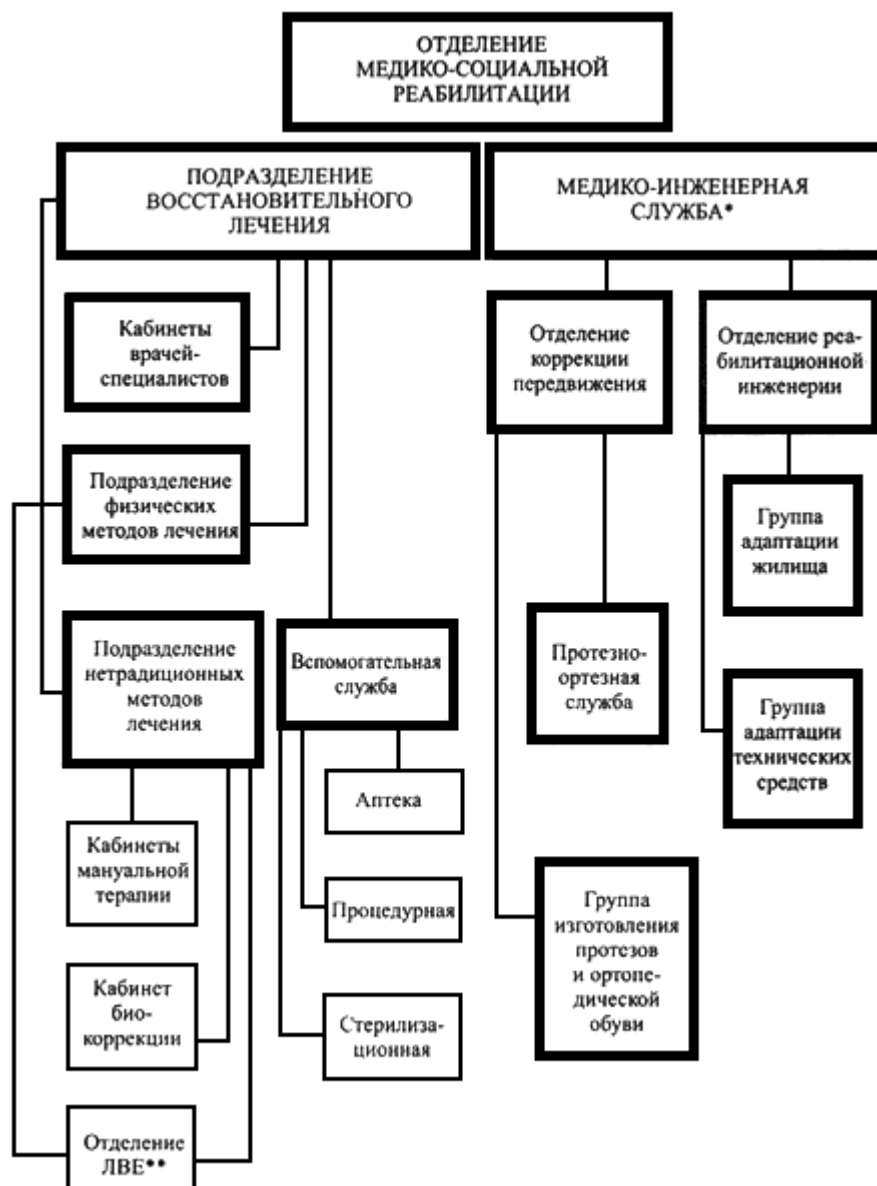 ОТДЕЛЕНИЕ
МЕДИКО-СОЦИАЛЬНОЙ
РЕАБИЛИТАЦИИ
ПОДРАЗДЕЛЕНИЕ
ВОССТАНОВИТЕЛЬНОГО
ЛЕЧЕНИЯ
МЕДИКО-ИНЖЕНЕРНАЯ
СЛУЖБА*
Кабинеты
врачей-
специалистов
Отделение
коррекции
передвижения
Отделение реа-
билитационной
инженерии
Подразделение
физических
методов лечения
Группа
адаптации
жилища
Подразделение
нетрадиционных
методов
лечения
Вспомогательная
служба
Протезно-
ортезная
служба
Группа
адаптации
технических
средств
Аптека
Кабинеты
мануальной
терапии
Процедурная
Группа
изготовления
протезов
и ортопе-
дической
обуви
Кабинет
био-
коррекции
Стерилиза-
ционная
Отделение
ЛВЕ**